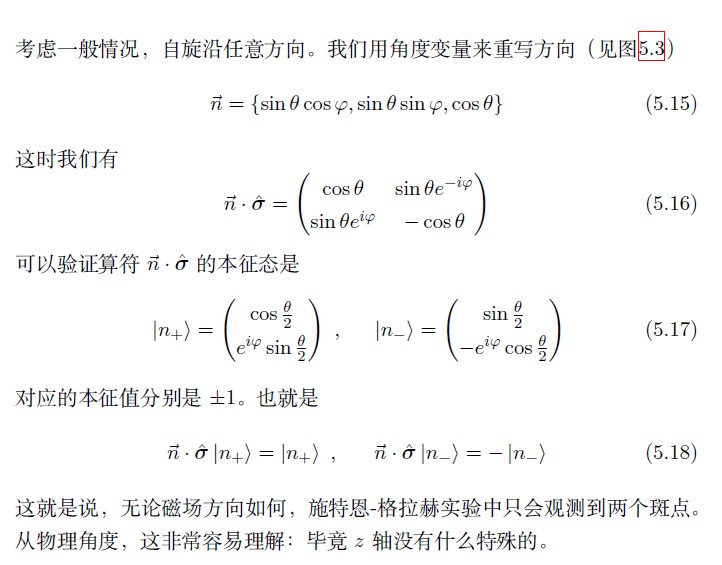 考虑一般情况，自旋沿任意方向。我们用角度变量来重写方向（见图5.3）
$\vec{n} = \{\sin\theta\cos\varphi, \sin\theta\sin\varphi, \cos\theta\}$ (5.15)
这时我们有
$\vec{n}\cdot\hat{\boldsymbol{\sigma}} = \begin{pmatrix} \cos\theta & \sin\theta e^{-i\varphi} \\ \sin\theta e^{i\varphi} & -\cos\theta \end{pmatrix}$ (5.16)
可以验证算符 $\vec{n}\cdot\hat{\boldsymbol{\sigma}}$ 的本征态是
$|n_+\rangle = \begin{pmatrix} \cos\frac{\theta}{2} \\ e^{i\varphi}\sin\frac{\theta}{2} \end{pmatrix}$ , $|n_-\rangle = \begin{pmatrix} \sin\frac{\theta}{2} \\ -e^{i\varphi}\cos\frac{\theta}{2} \end{pmatrix}$ (5.17)
对应的本征值分别是 ±1。也就是
$\vec{n}\cdot\hat{\boldsymbol{\sigma}}\,|n_+\rangle = |n_+\rangle$ , $\vec{n}\cdot\hat{\boldsymbol{\sigma}}\,|n_-\rangle = -|n_-\rangle$ (5.18)
这就是说，无论磁场方向如何，施特恩-格拉赫实验中只会观测到两个斑点。
从物理角度，这非常容易理解：毕竟 $z$ 轴没有什么特殊的。